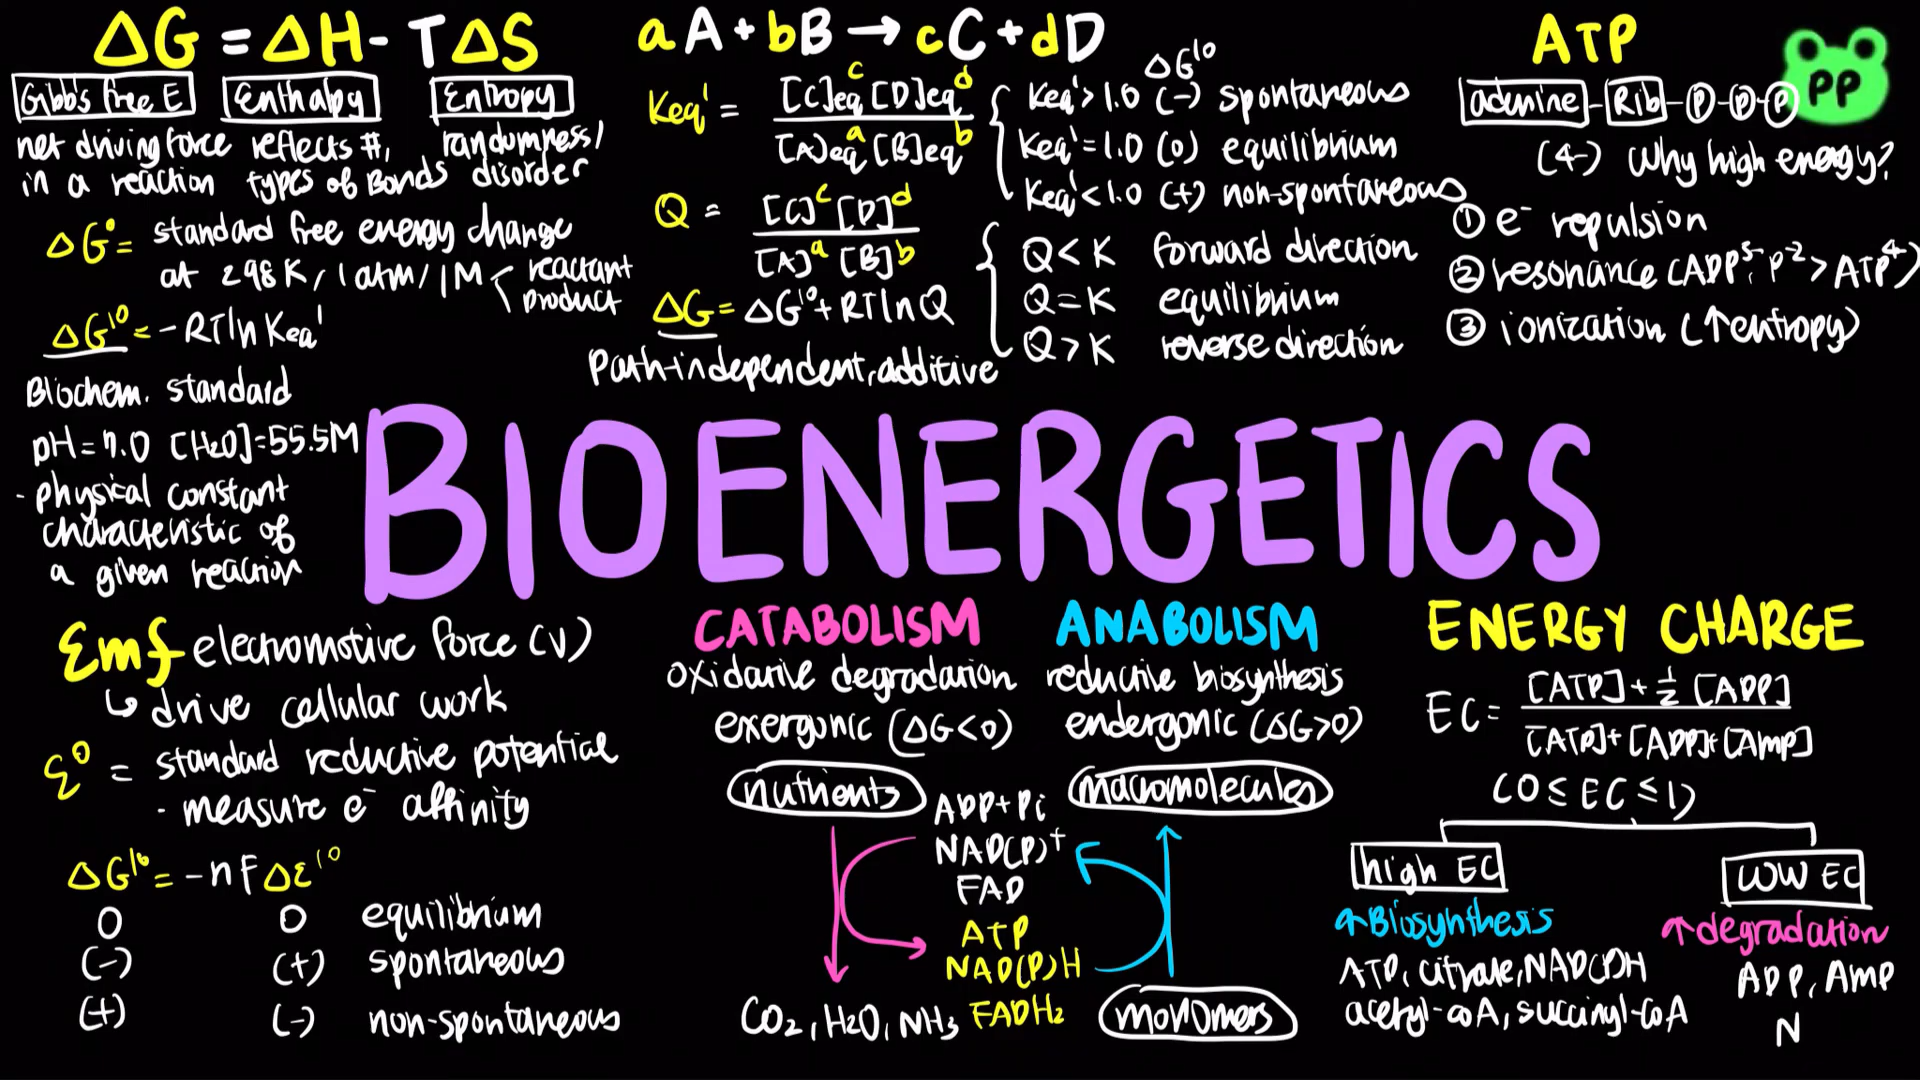 ΔG = ΔH - TΔS
Gibb's free E
net driving force
in a reaction
Enthalpy
reflects #,
types of Bonds
Entropy
randomness/
disorder
ΔG° = standard free energy change
at 298K / 1 atm / 1M < reactant
product
ΔG'° = -RTln Keq'
Biochem. standard
pH = 7.0 [H₂O] = 55.5M
- physical constant
characteristic of
a given reaction
aA + bB → cC + dD
Keq' = [C]eq^c [D]eq^d
[A]eq^a [B]eq^b
ΔG'°
Keq' > 1.0 (-) spontaneous
Keq' = 1.0 (0) equilibrium
Keq' < 1.0 (+) non-spontaneous
Q = [C]^c [D]^d
[A]^a [B]^b
Q < K forward direction
Q = K equilibrium
Q > K reverse direction
ΔG = ΔG'° + RTlnQ
path-independent, additive
ATP
PP
adenine - Rib - P - P - P
(4-) Why high energy?
① e⁻ repulsion
② resonance (ADP, P > ATP)
③ ionization (↑entropy)
BIOENERGETICS
Emf electromotive force (V)
↳ drive cellular work
ε° = standard reductive potential
- measure e⁻ affinity
ΔG'° = -nFΔε'°
0 0 equilibrium
(-) (+) spontaneous
(+) (-) non-spontaneous
CATABOLISM
oxidative degradation
exergonic (ΔG<0)
nutrients
CO₂, H₂O, NH₃
ADP + Pi
NAD(P)⁺
FAD
ATP
NAD(P)H
FADH₂
ANABOLISM
reductive biosynthesis
endergonic (ΔG>0)
macromolecules
monomers
ENERGY CHARGE
EC = [ATP] + ½ [ADP]
[ATP] + [ADP] + [AMP]
(0 ≤ EC ≤ 1)
high EC
↑Biosynthesis
ATP, citrate, NAD(P)H
acetyl-coA, succinyl-coA
low EC
↑degradation
ADP, AMP